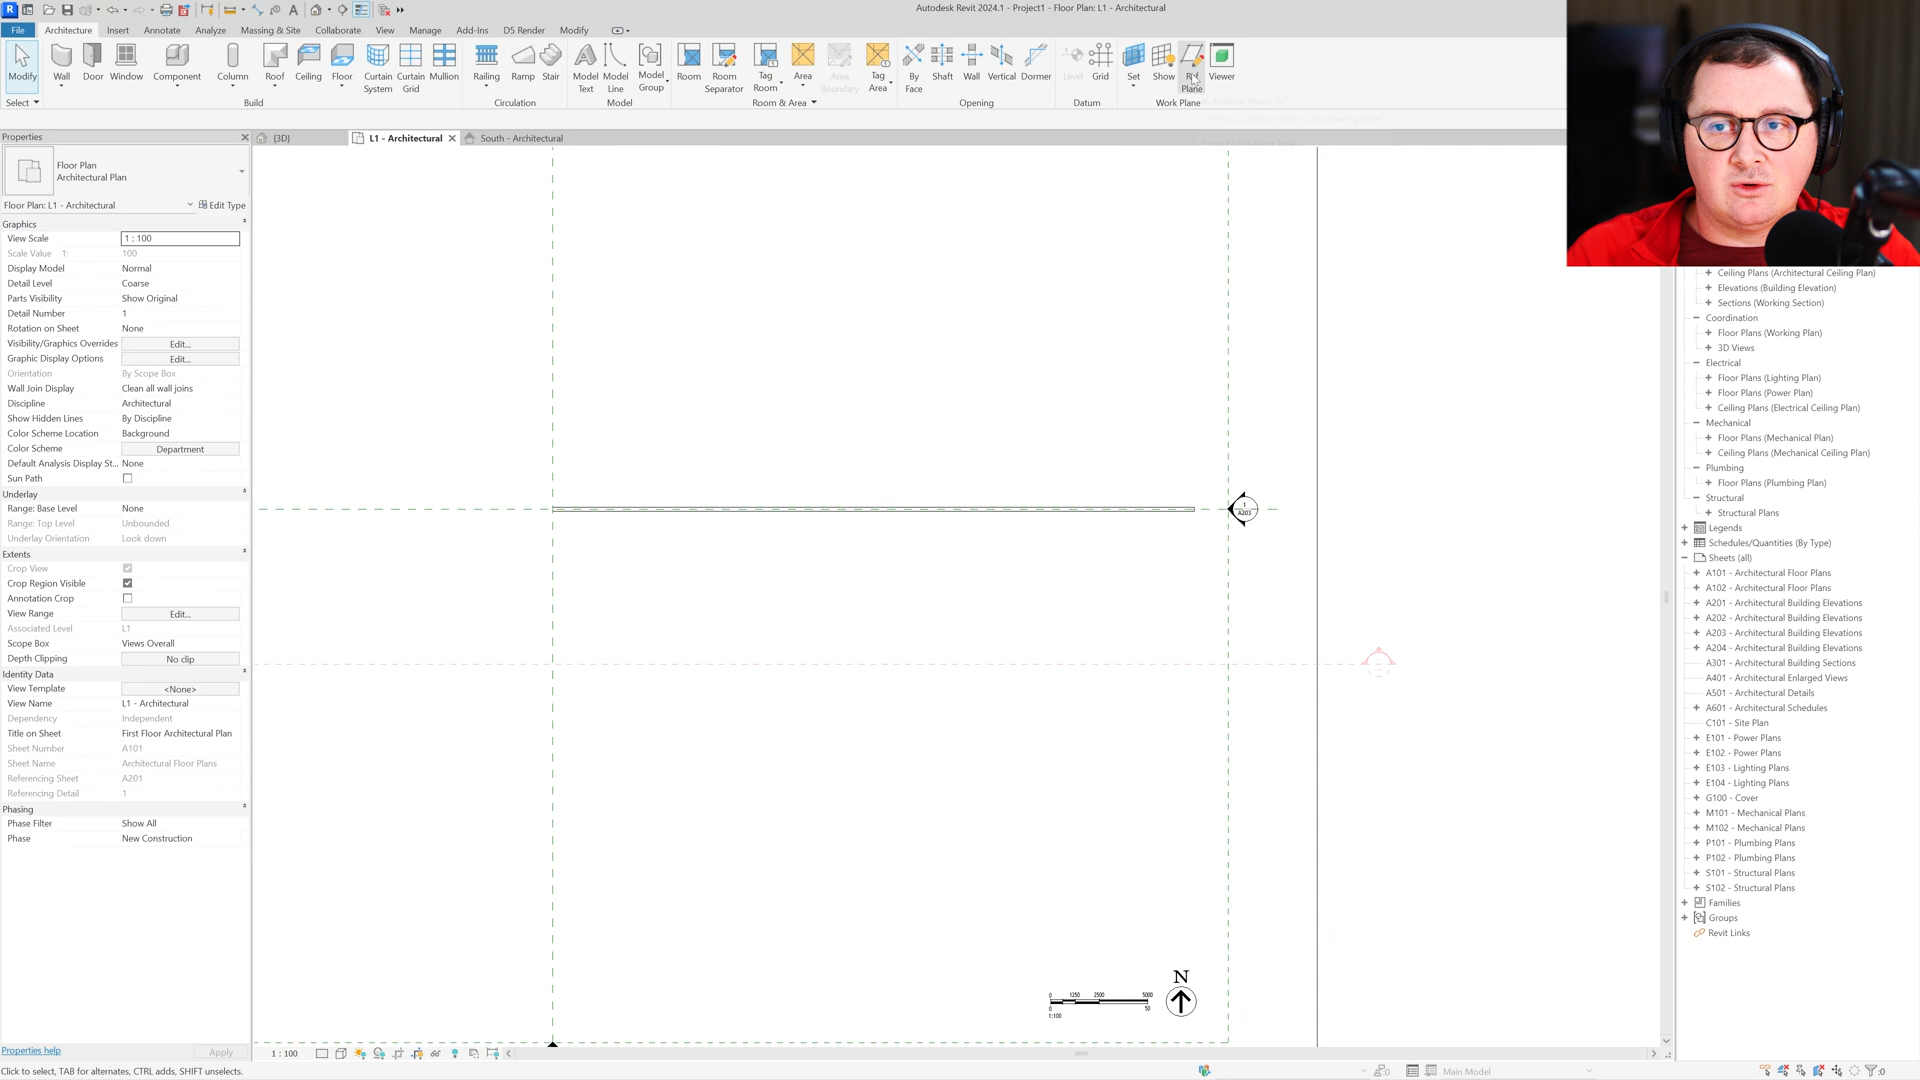 Autodesk Revit 2024.1 - Project1 - Floor Plan: L1 - Architectural
File Architecture Insert Annotate Analyze Massing & Site Collaborate View Manage Add-Ins D5 Render Modify
Modify Wall Door Window Component Column Roof Ceiling Floor Curtain System Curtain Grid Mullion Railing Ramp Stair Model Text Model Line Model Group Room Room Separator Tag Room Area Area Boundary Tag Area By Face Shaft Wall Vertical Dormer Level Grid Set Show Ref Plane Viewer
Select Build Circulation Model Room & Area Opening Datum Work Plane
Properties
{3D} L1 - Architectural South - Architectural
Floor Plan
Architectural Plan
Floor Plan: L1 - Architectural Edit Type
Graphics
View Scale 1 : 100
Scale Value 1: 100
Display Model Normal
Detail Level Coarse
Parts Visibility Show Original
Detail Number 1
Rotation on Sheet None
Visibility/Graphics Overrides Edit...
Graphic Display Options Edit...
Orientation By Scope Box
Wall Join Display Clean all wall joins
Discipline Architectural
Show Hidden Lines By Discipline
Color Scheme Location Background
Color Scheme Department
Default Analysis Display St... None
Sun Path
Underlay
Range: Base Level None
Range: Top Level Unbounded
Underlay Orientation Look down
Extents
Crop View
Crop Region Visible
Annotation Crop
View Range Edit...
Associated Level L1
Scope Box Views Overall
Depth Clipping No clip
Identity Data
View Template <None>
View Name L1 - Architectural
Dependency Independent
Title on Sheet First Floor Architectural Plan
Sheet Number A101
Sheet Name Architectural Floor Plans
Referencing Sheet A201
Referencing Detail 1
Phasing
Phase Filter Show All
Phase New Construction
Properties help Apply
1
A203
N
0 1250 2500 5000
0 50
1:100
1 : 100
Ceiling Plans (Architectural Ceiling Plan)
Elevations (Building Elevation)
Sections (Working Section)
Coordination
Floor Plans (Working Plan)
3D Views
Electrical
Floor Plans (Lighting Plan)
Floor Plans (Power Plan)
Ceiling Plans (Electrical Ceiling Plan)
Mechanical
Floor Plans (Mechanical Plan)
Ceiling Plans (Mechanical Ceiling Plan)
Plumbing
Floor Plans (Plumbing Plan)
Structural
Structural Plans
Legends
Schedules/Quantities (By Type)
Sheets (all)
A101 - Architectural Floor Plans
A102 - Architectural Floor Plans
A201 - Architectural Building Elevations
A202 - Architectural Building Elevations
A203 - Architectural Building Elevations
A204 - Architectural Building Elevations
A301 - Architectural Building Sections
A401 - Architectural Enlarged Views
A501 - Architectural Details
A601 - Architectural Schedules
C101 - Site Plan
E101 - Power Plans
E102 - Power Plans
E103 - Lighting Plans
E104 - Lighting Plans
G100 - Cover
M101 - Mechanical Plans
M102 - Mechanical Plans
P101 - Plumbing Plans
P102 - Plumbing Plans
S101 - Structural Plans
S102 - Structural Plans
Families
Groups
Revit Links
Click to select, TAB for alternates, CTRL adds, SHIFT unselects. :0 Main Model :0